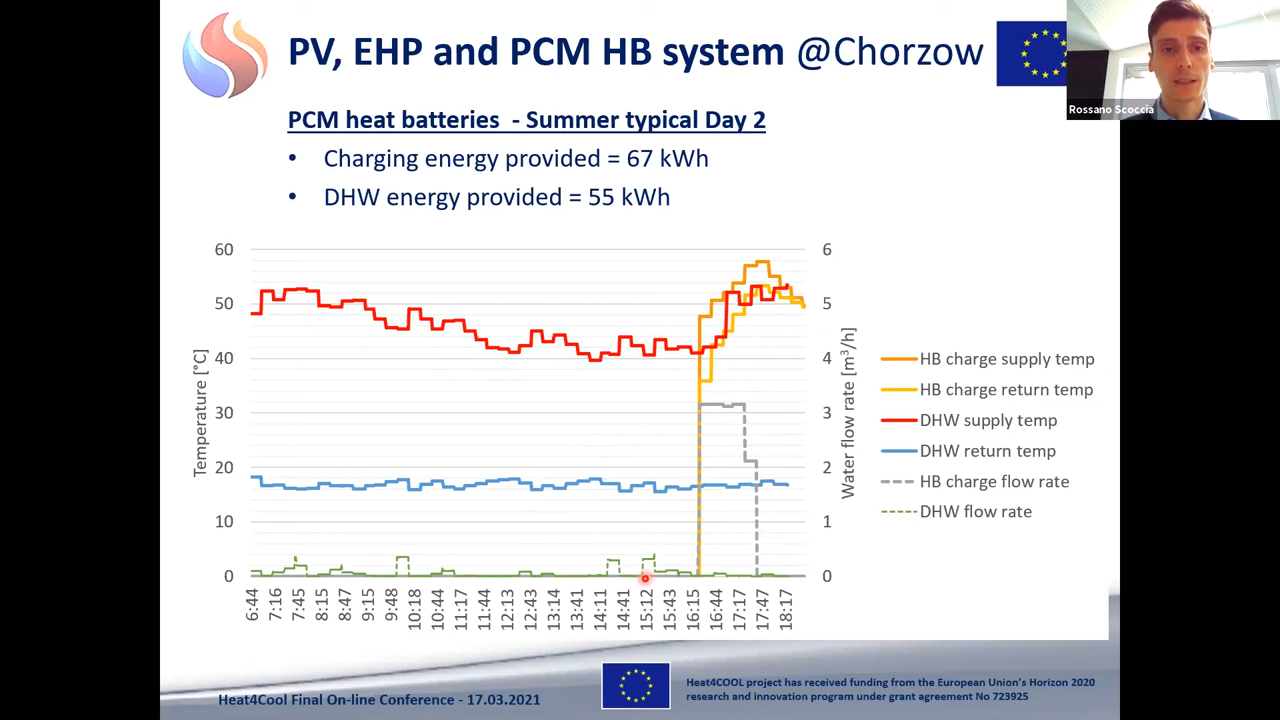 PV, EHP and PCM HB system @Chorzow
Rossano Scoccia
PCM heat batteries - Summer typical Day 2
• Charging energy provided = 67 kWh
• DHW energy provided = 55 kWh
60
50
40
30
20
10
0
Temperature [°C]
6
5
4
3
2
1
0
Water flow rate [m³/h]
6:44
7:16
7:45
8:15
8:47
9:15
9:48
10:18
10:44
11:17
11:44
12:13
12:43
13:14
13:41
14:11
14:41
15:12
15:43
16:15
16:44
17:17
17:47
18:17
HB charge supply temp
HB charge return temp
DHW supply temp
DHW return temp
HB charge flow rate
DHW flow rate
Heat4Cool Final On-line Conference - 17.03.2021
Heat4COOL project has received funding from the European Union's Horizon 2020
research and innovation program under grant agreement No 723925